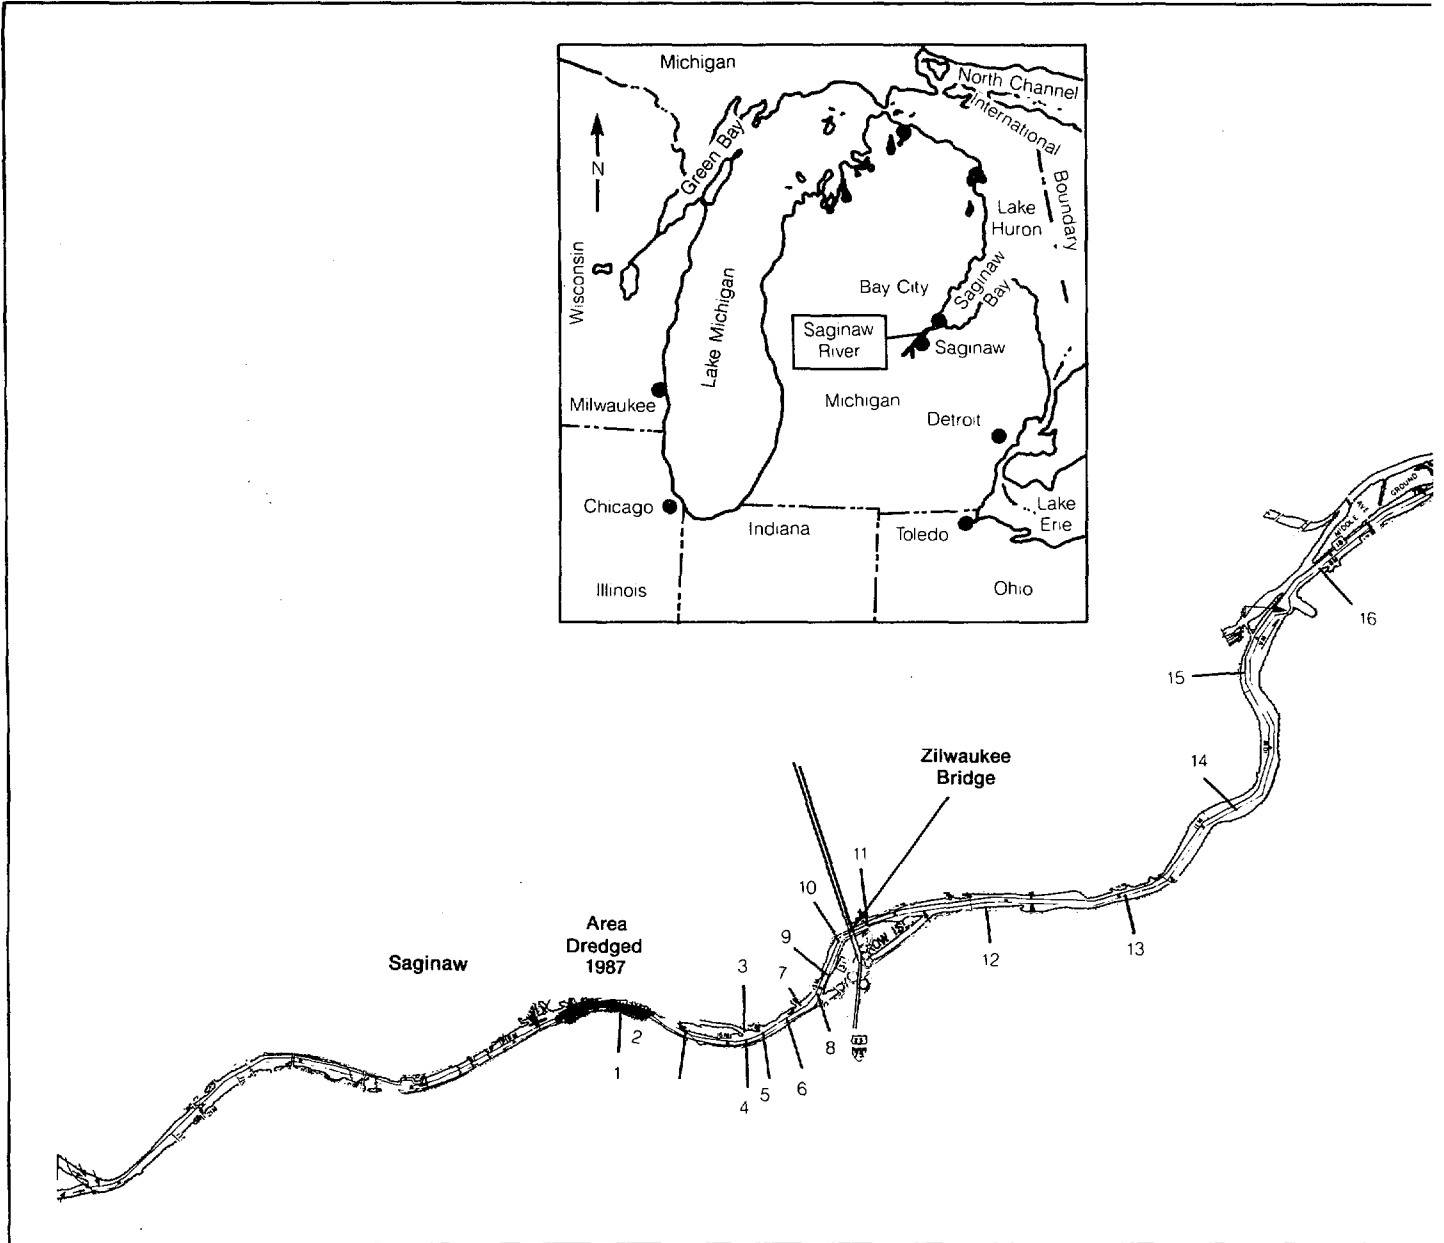 Michigan
North Channel
International
Boundary
Green Bay
N
Lake
Huron
Wisconsin
Saginaw
Bay
Bay City
Lake Michigan
Saginaw
River
Saginaw
Milwaukee
Michigan
Detroit
Chicago
Indiana
Toledo
Lake
Erie
Illinois
Ohio
MIDDLE
GROUND
16
15
14
Zilwaukee
Bridge
11
10
Area
Dredged
1987
Saginaw
9
3
7
12
13
2
1
8
6
5
4